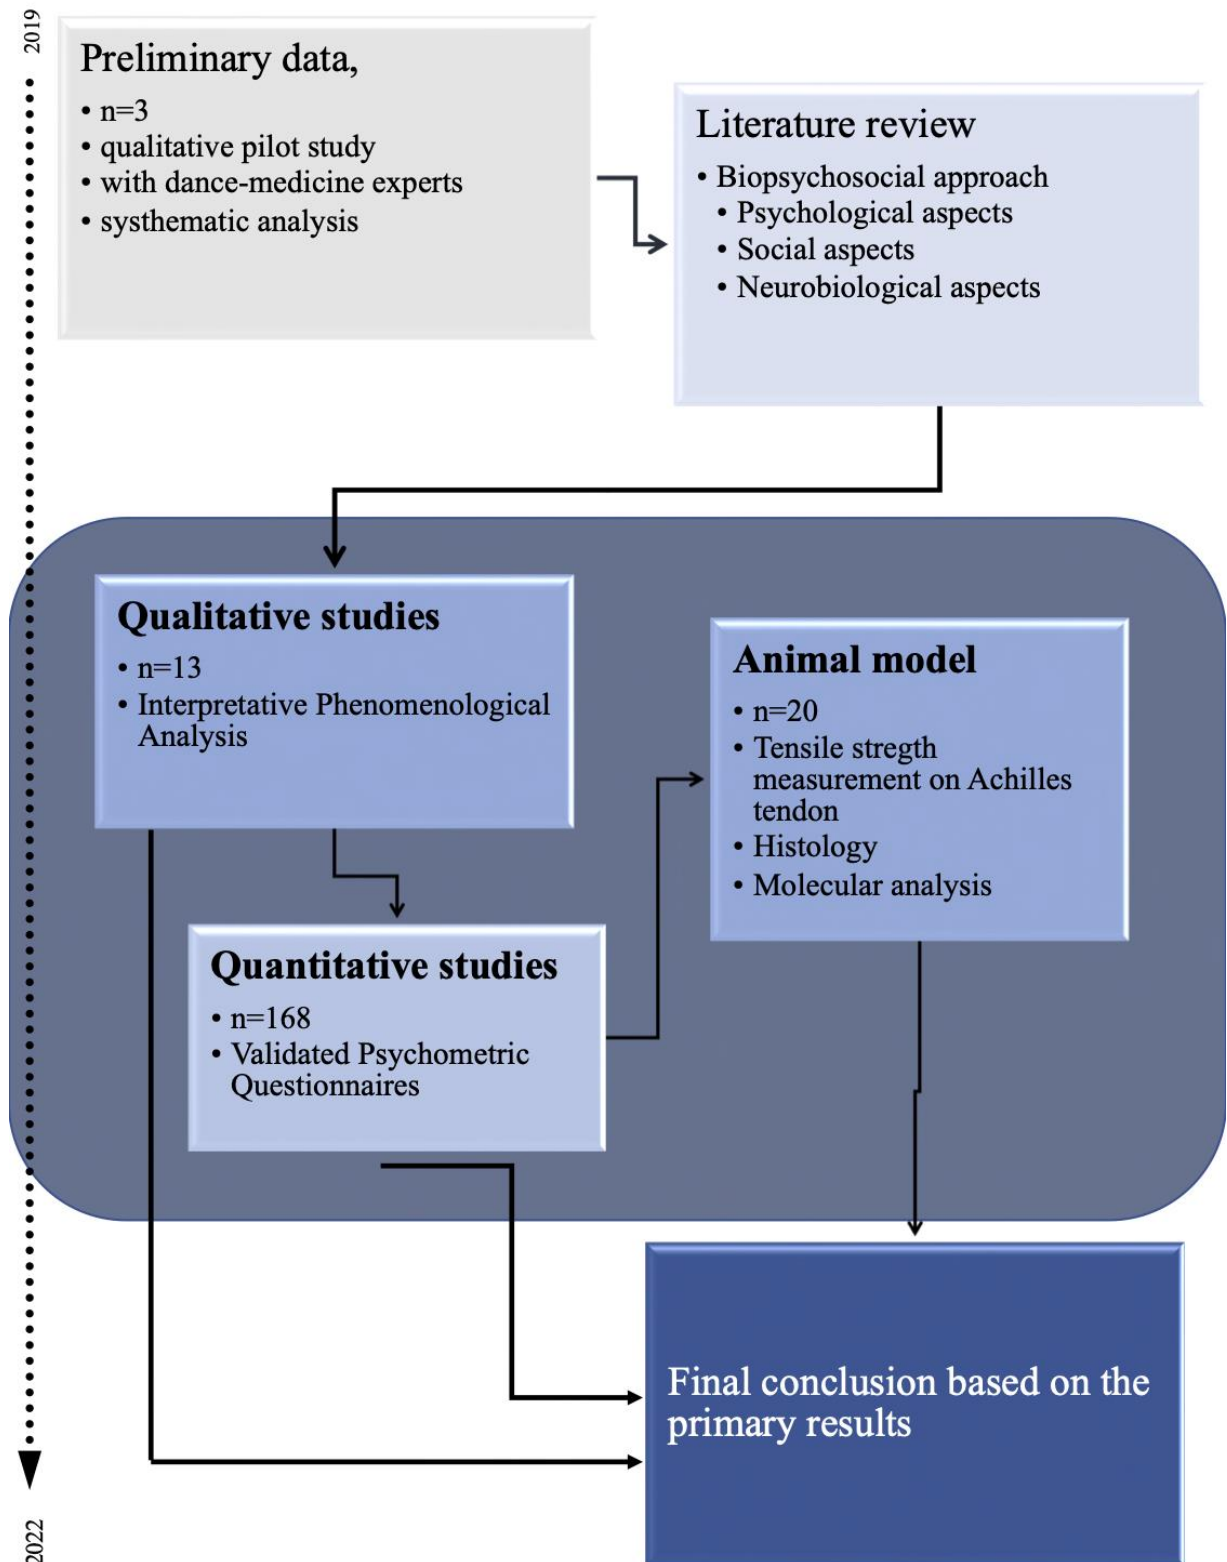 2019
Preliminary data,
• n=3
• qualitative pilot study
• with dance-medicine experts
• systhematic analysis
Literature review
• Biopsychosocial approach
• Psychological aspects
• Social aspects
• Neurobiological aspects
Qualitative studies
• n=13
• Interpretative Phenomenological
Analysis
Animal model
• n=20
• Tensile stregth
measurement on Achilles
tendon
• Histology
• Molecular analysis
Quantitative studies
• n=168
• Validated Psychometric
Questionnaires
Final conclusion based on the
primary results
2022